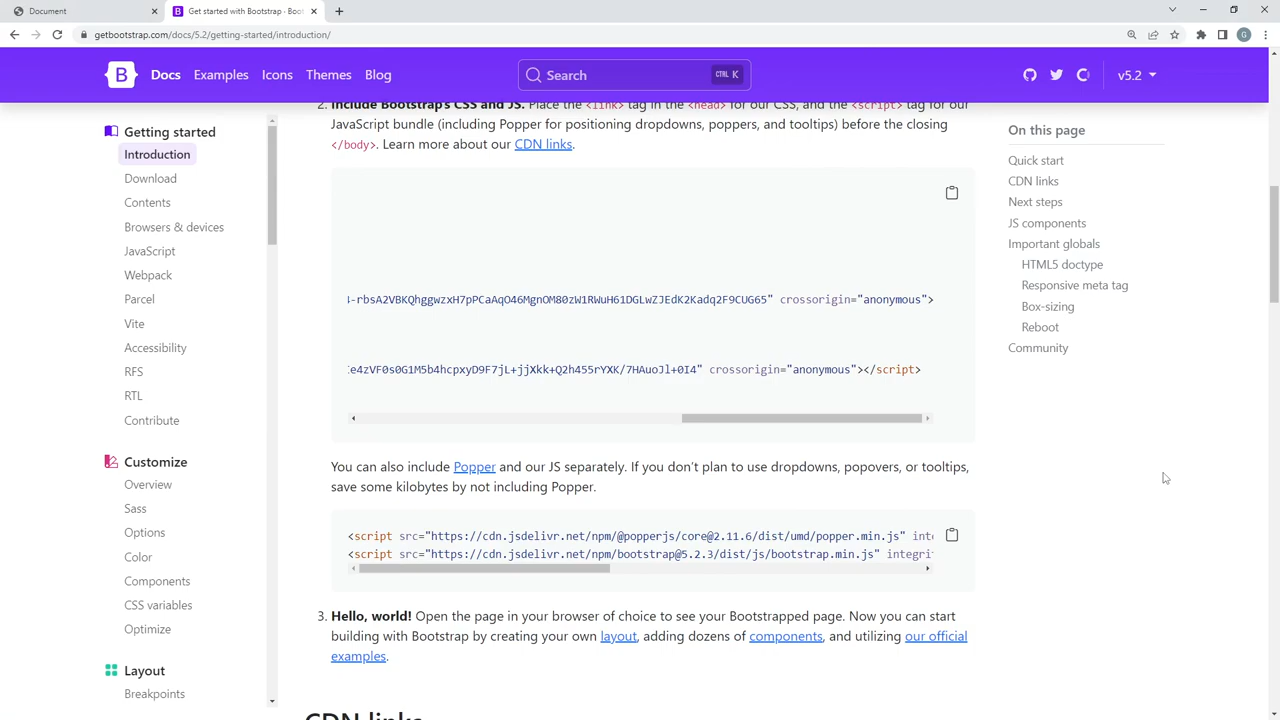 Document
Get started with Bootstrap · Boo
getbootstrap.com/docs/5.2/getting-started/introduction/
G
B
Docs
Examples
Icons
Themes
Blog
Search
CTRL K
v5.2
Getting started
Introduction
Download
Contents
Browsers & devices
JavaScript
Webpack
Parcel
Vite
Accessibility
RFS
RTL
Contribute
Customize
Overview
Sass
Options
Color
Components
CSS variables
Optimize
Layout
Breakpoints
2. Include Bootstrap's CSS and JS. Place the <link> tag in the <head> for our CSS, and the <script> tag for our
JavaScript bundle (including Popper for positioning dropdowns, poppers, and tooltips) before the closing
</body>. Learn more about our CDN links.
-rbsA2VBKQhggwzxH7pPCaAqO46MgnOM80zW1RWuH61DGLwZJEdK2Kadq2F9CUG65" crossorigin="anonymous">
e4zVF0s0G1M5b4hcpxyD9F7jL+jjXkk+Q2h455rYXK/7HAuoJl+0I4" crossorigin="anonymous"></script>
You can also include Popper and our JS separately. If you don't plan to use dropdowns, popovers, or tooltips,
save some kilobytes by not including Popper.
<script src="https://cdn.jsdelivr.net/npm/@popperjs/core@2.11.6/dist/umd/popper.min.js" inte
<script src="https://cdn.jsdelivr.net/npm/bootstrap@5.2.3/dist/js/bootstrap.min.js" integri
3. Hello, world! Open the page in your browser of choice to see your Bootstrapped page. Now you can start
building with Bootstrap by creating your own layout, adding dozens of components, and utilizing our official
examples.
CDN links
On this page
Quick start
CDN links
Next steps
JS components
Important globals
HTML5 doctype
Responsive meta tag
Box-sizing
Reboot
Community